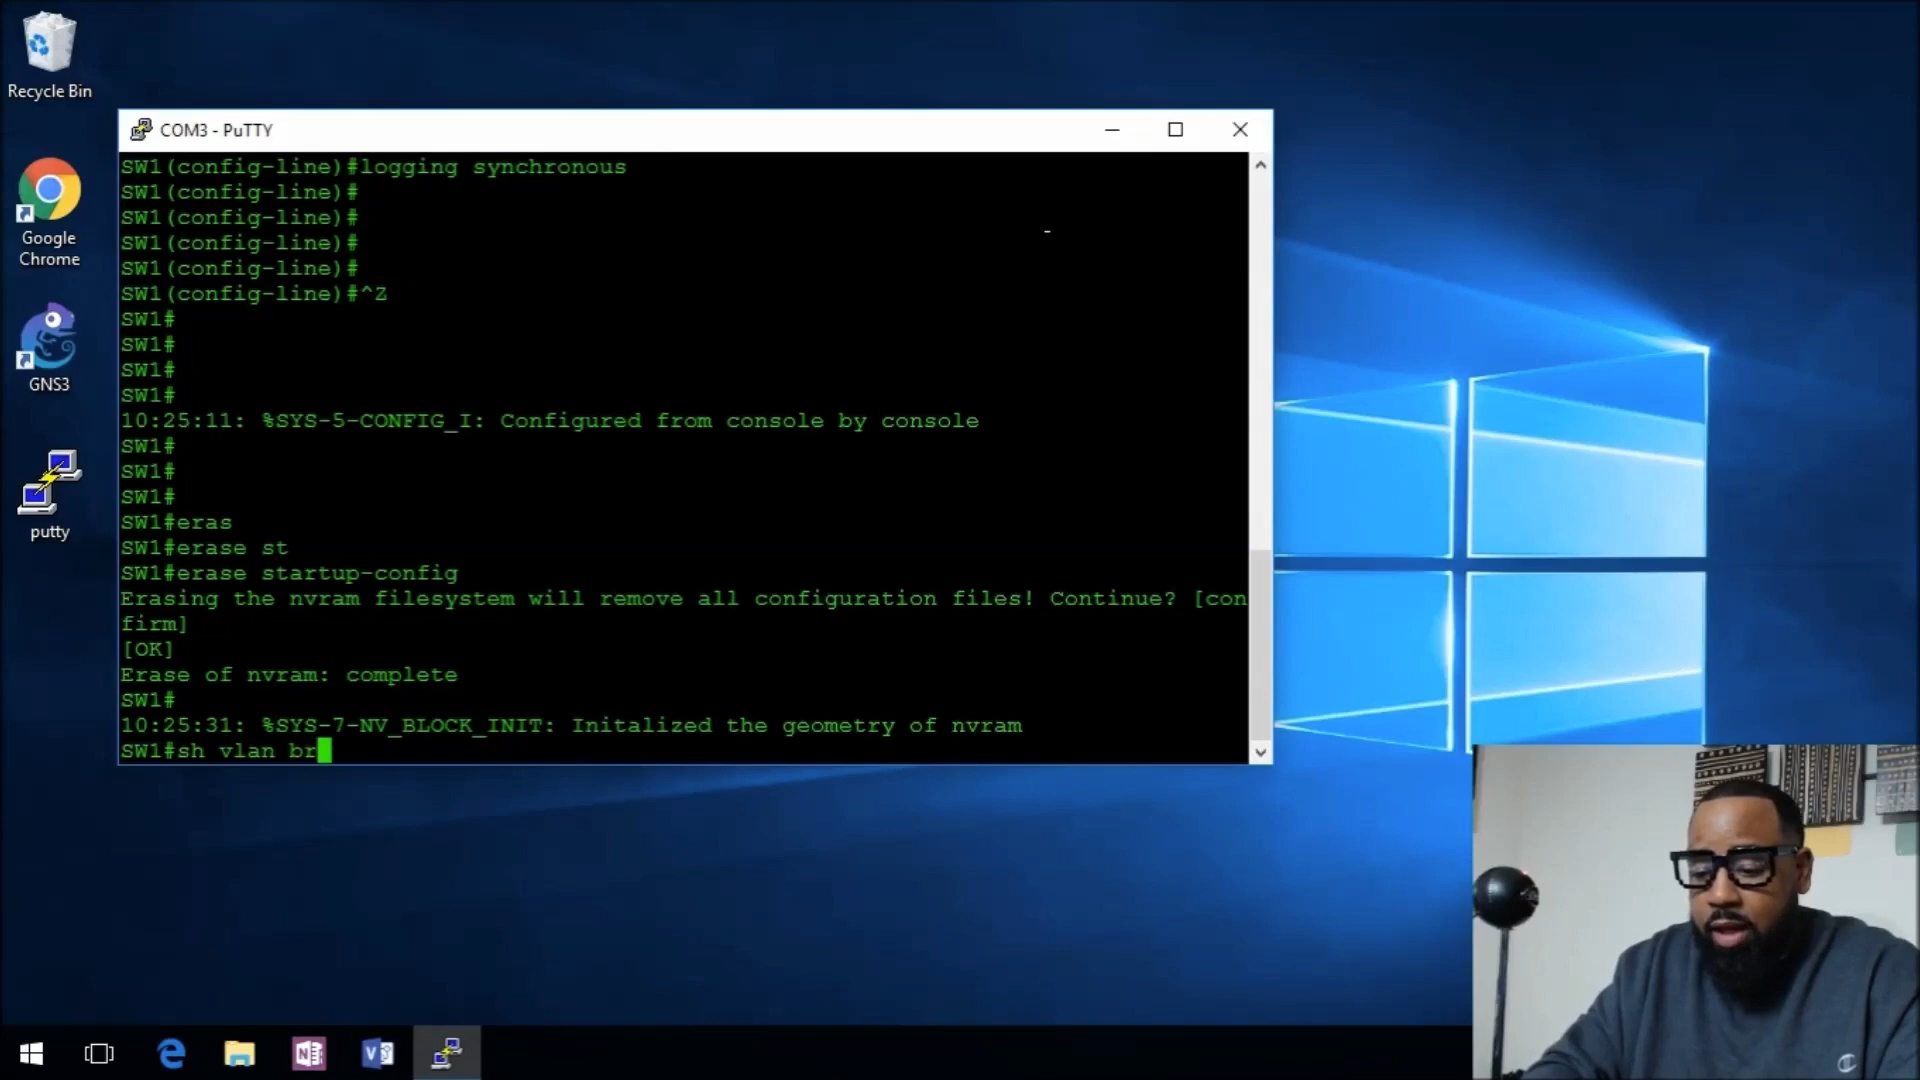 Recycle Bin
Google
Chrome
GNS3
putty
COM3 - PuTTY
SW1(config-line)#logging synchronous
SW1(config-line)#
SW1(config-line)#
SW1(config-line)#
SW1(config-line)#
SW1(config-line)#^Z
SW1#
SW1#
SW1#
SW1#
10:25:11: %SYS-5-CONFIG_I: Configured from console by console
SW1#
SW1#
SW1#
SW1#eras
SW1#erase st
SW1#erase startup-config
Erasing the nvram filesystem will remove all configuration files! Continue? [con
firm]
[OK]
Erase of nvram: complete
SW1#
10:25:31: %SYS-7-NV_BLOCK_INIT: Initalized the geometry of nvram
SW1#sh vlan br